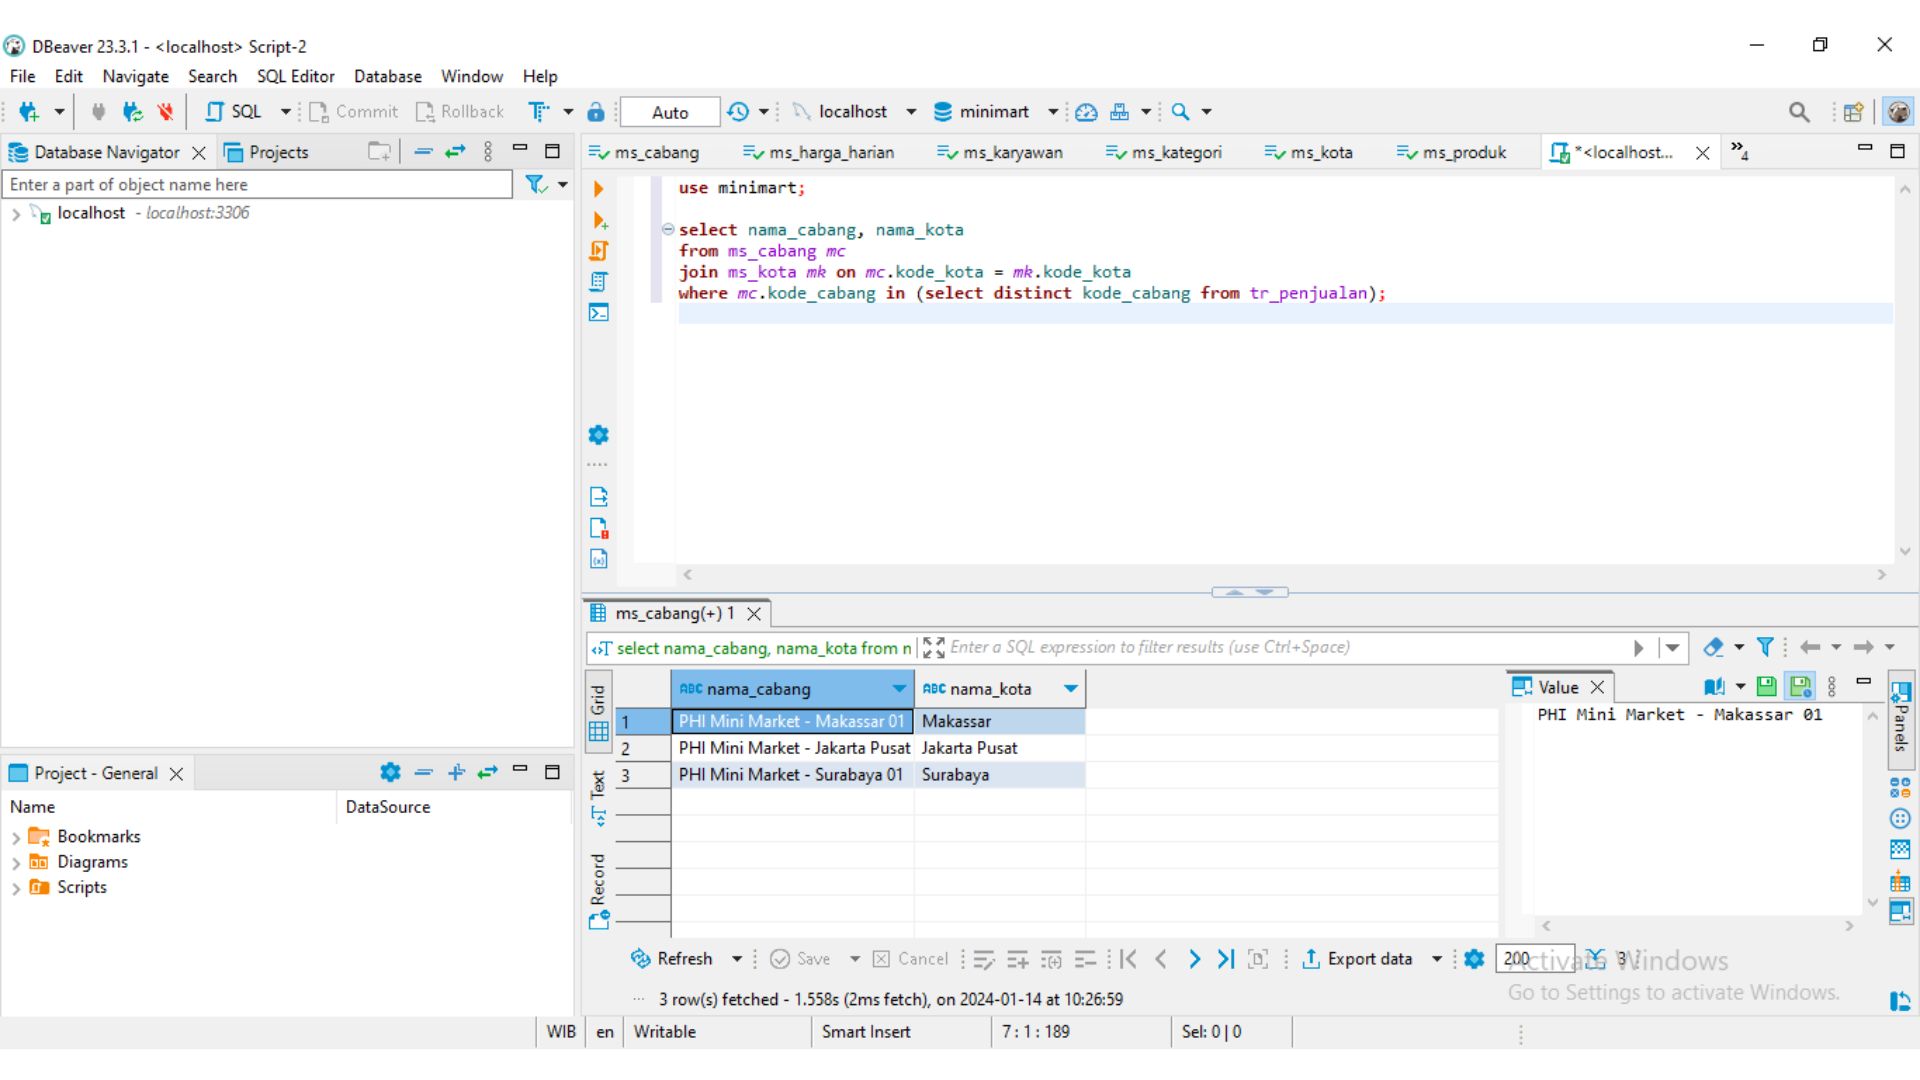 DBeaver 23.3.1 - <localhost> Script-2
File Edit Navigate Search SQL Editor Database Window Help
SQL Commit Rollback Auto localhost minimart
Database Navigator Projects
ms_cabang ms_harga_harian ms_karyawan ms_kategori ms_kota ms_produk *<localhost... »4
Enter a part of object name here
localhost - localhost:3306
use minimart;
select nama_cabang, nama_kota
from ms_cabang mc
join ms_kota mk on mc.kode_kota = mk.kode_kota
where mc.kode_cabang in (select distinct kode_cabang from tr_penjualan);
ms_cabang(+) 1
select nama_cabang, nama_kota from n Enter a SQL expression to filter results (use Ctrl+Space)
Grid
Text
Record
ABC nama_cabang ABC nama_kota
1 PHI Mini Market - Makassar 01 Makassar
2 PHI Mini Market - Jakarta Pusat Jakarta Pusat
3 PHI Mini Market - Surabaya 01 Surabaya
Value
PHI Mini Market - Makassar 01
Panels
Project - General
Name DataSource
Bookmarks
Diagrams
Scripts
Refresh Save Cancel Export data 200 3
Activate Windows
Go to Settings to activate Windows.
3 row(s) fetched - 1.558s (2ms fetch), on 2024-01-14 at 10:26:59
WIB en Writable Smart Insert 7 : 1 : 189 Sel: 0 | 0